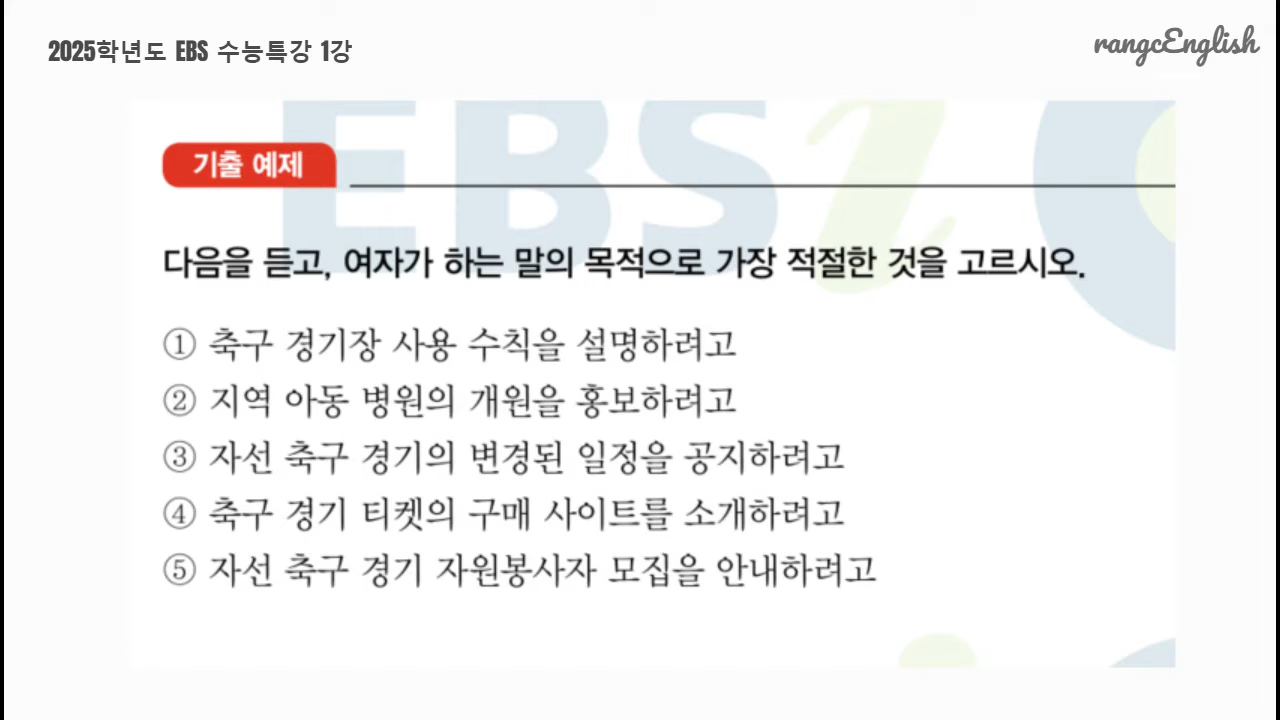 2025학년도 EBS 수능특강 1강
rangcEnglish
EBSi
기출 예제
다음을 듣고, 여자가 하는 말의 목적으로 가장 적절한 것을 고르시오.
① 축구 경기장 사용 수칙을 설명하려고
② 지역 아동 병원의 개원을 홍보하려고
③ 자선 축구 경기의 변경된 일정을 공지하려고
④ 축구 경기 티켓의 구매 사이트를 소개하려고
⑤ 자선 축구 경기 자원봉사자 모집을 안내하려고